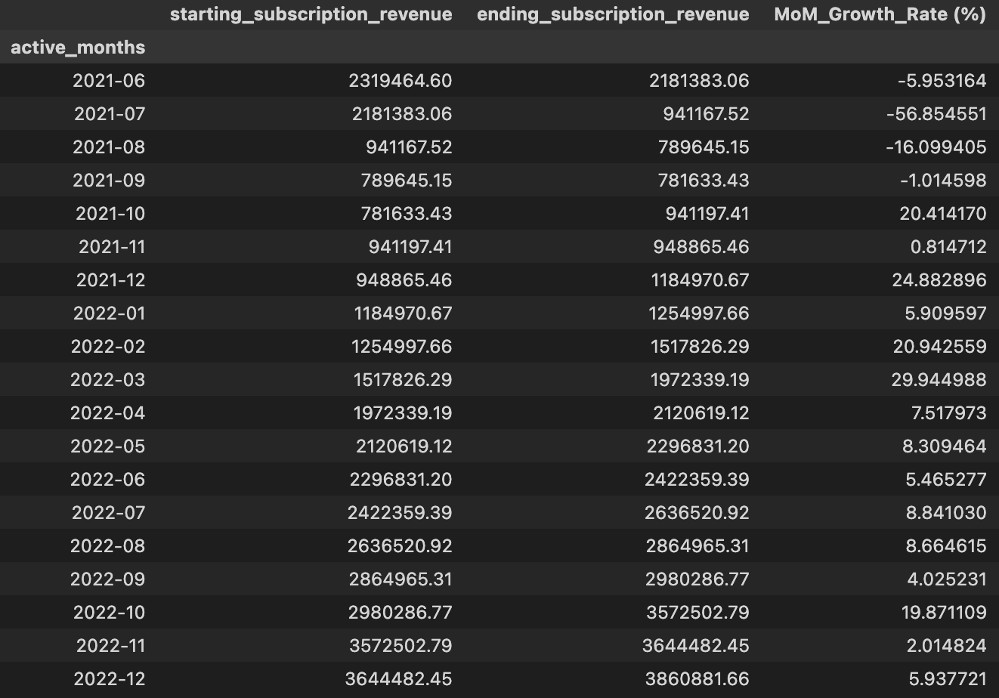 starting_subscription_revenue ending_subscription_revenue MoM_Growth_Rate (%)
active_months
2021-06 2319464.60 2181383.06 -5.953164
2021-07 2181383.06 941167.52 -56.854551
2021-08 941167.52 789645.15 -16.099405
2021-09 789645.15 781633.43 -1.014598
2021-10 781633.43 941197.41 20.414170
2021-11 941197.41 948865.46 0.814712
2021-12 948865.46 1184970.67 24.882896
2022-01 1184970.67 1254997.66 5.909597
2022-02 1254997.66 1517826.29 20.942559
2022-03 1517826.29 1972339.19 29.944988
2022-04 1972339.19 2120619.12 7.517973
2022-05 2120619.12 2296831.20 8.309464
2022-06 2296831.20 2422359.39 5.465277
2022-07 2422359.39 2636520.92 8.841030
2022-08 2636520.92 2864965.31 8.664615
2022-09 2864965.31 2980286.77 4.025231
2022-10 2980286.77 3572502.79 19.871109
2022-11 3572502.79 3644482.45 2.014824
2022-12 3644482.45 3860881.66 5.937721